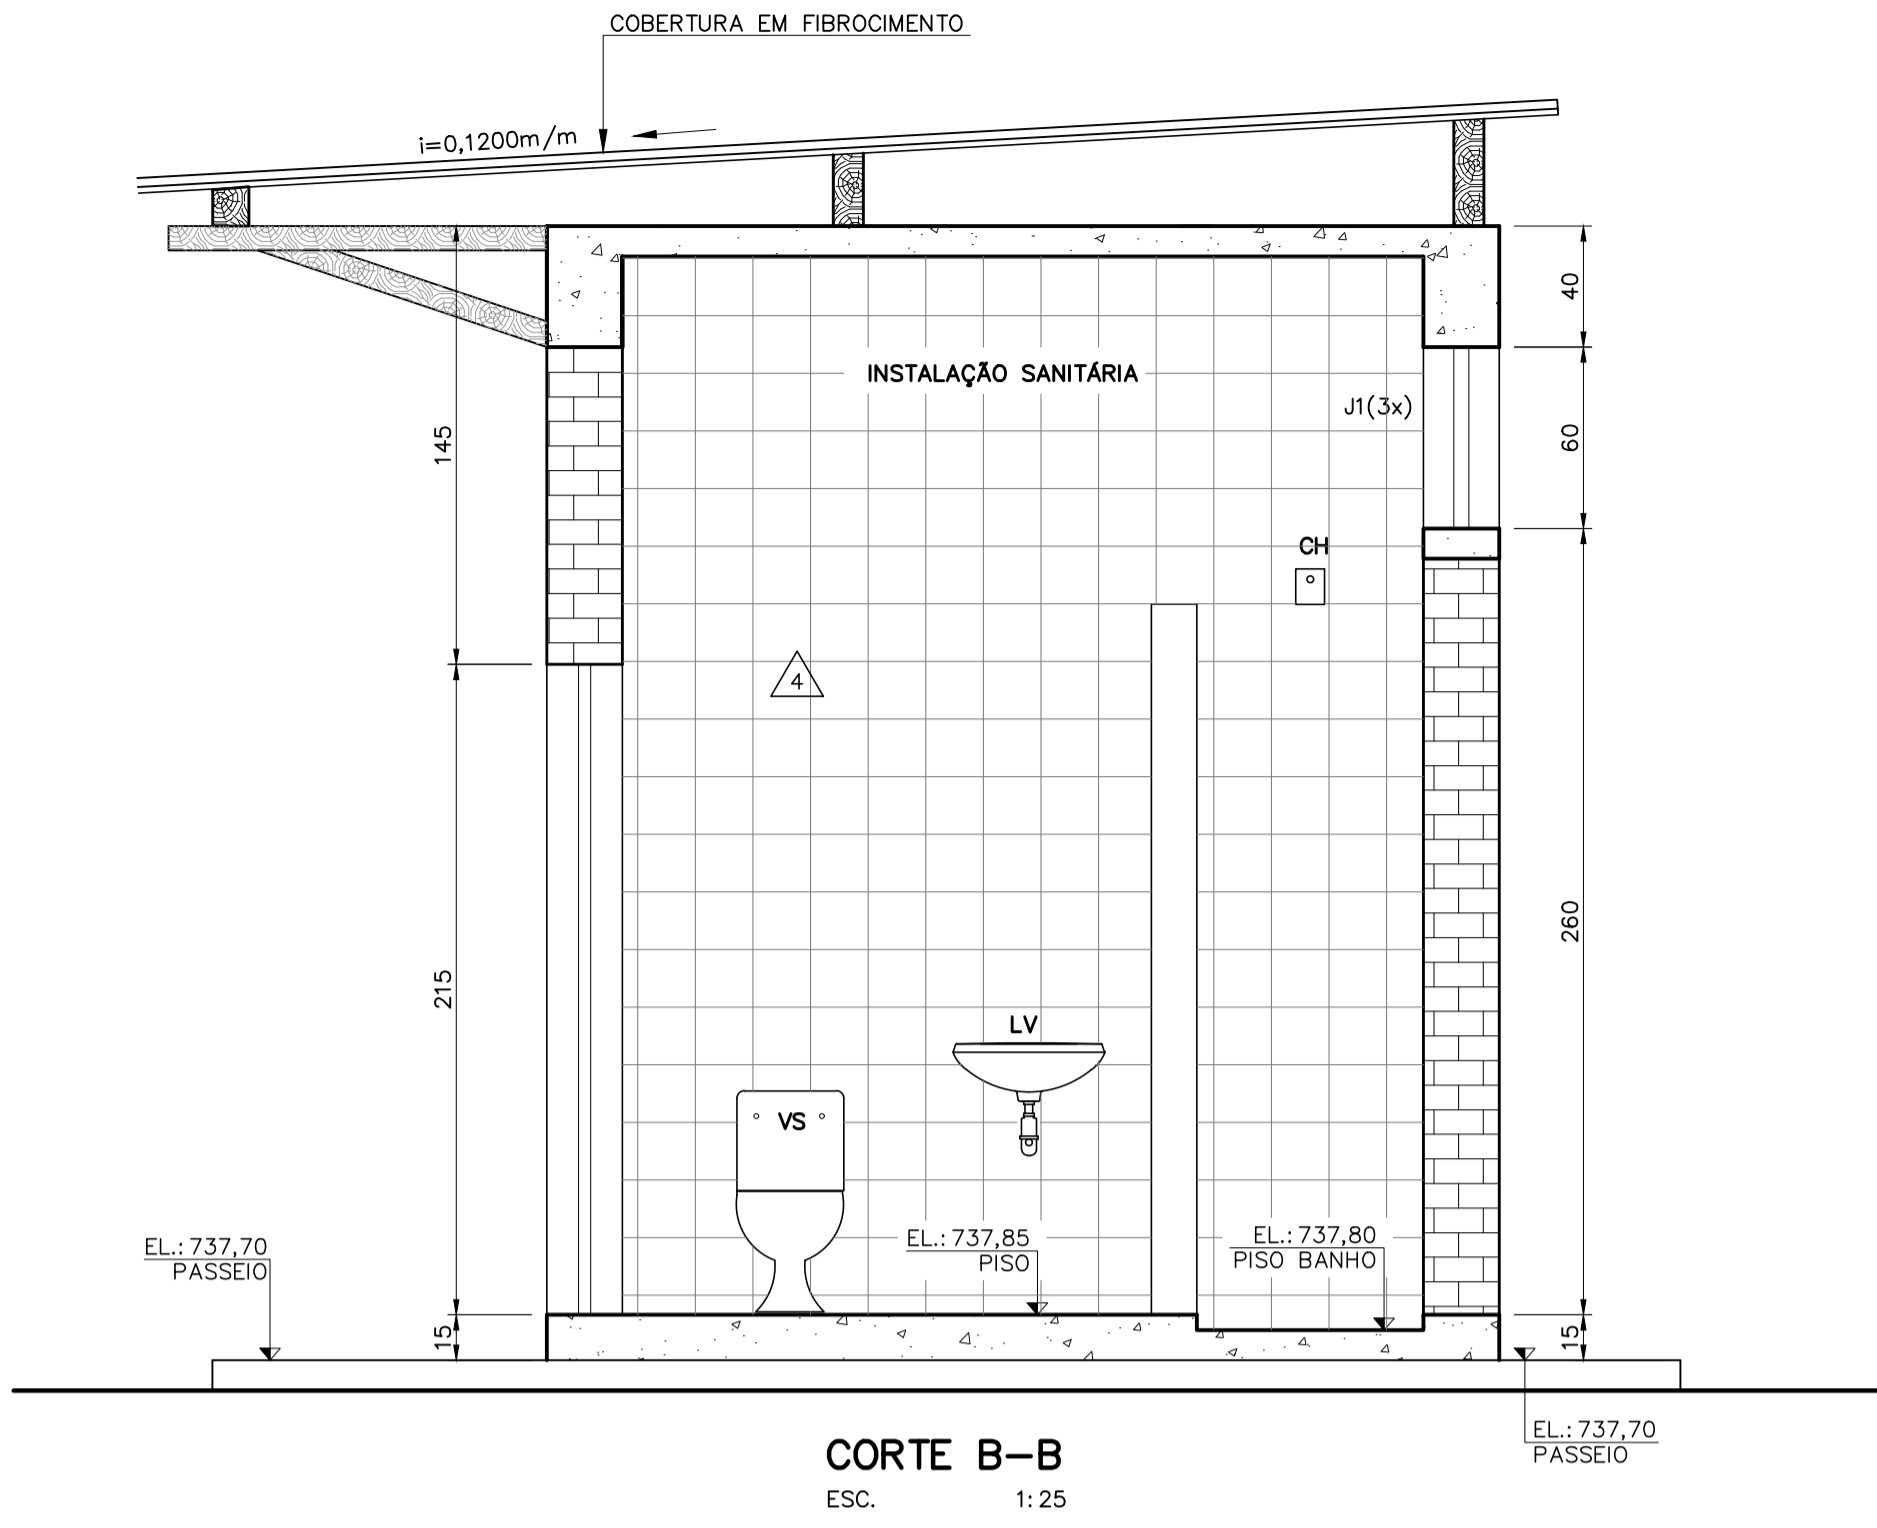 COBERTURA EM FIBROCIMENTO
i=0,1200m/m
40
INSTALAÇÃO SANITÁRIA
J1(3x)
145
60
CH
4
260
215
LV
VS
EL.: 737,85
PISO
EL.: 737,80
PISO BANHO
EL.: 737,70
PASSEIO
15
15
EL.: 737,70
PASSEIO
CORTE B-B
ESC. 1:25